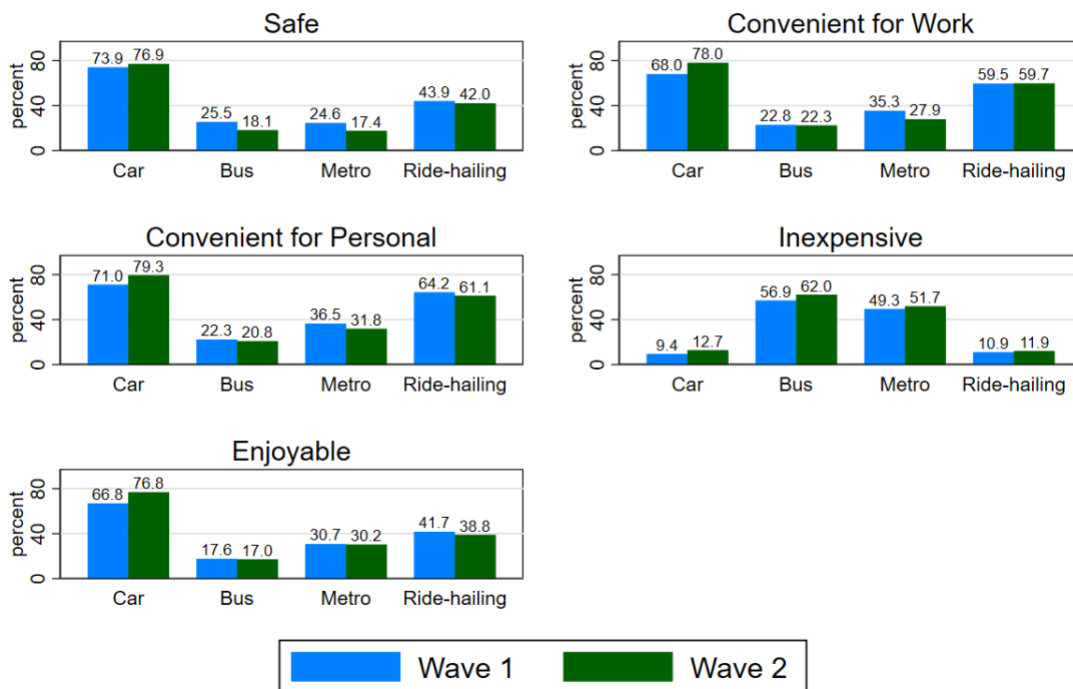 Safe
percent
0 40 80
73.9 76.9
25.5 18.1
24.6 17.4
43.9 42.0
Car Bus Metro Ride-hailing
Convenient for Work
percent
0 40 80
68.0 78.0
22.8 22.3
35.3 27.9
59.5 59.7
Car Bus Metro Ride-hailing
Convenient for Personal
percent
0 40 80
71.0 79.3
22.3 20.8
36.5 31.8
64.2 61.1
Car Bus Metro Ride-hailing
Inexpensive
percent
0 40 80
9.4 12.7
56.9 62.0
49.3 51.7
10.9 11.9
Car Bus Metro Ride-hailing
Enjoyable
percent
0 40 80
66.8 76.8
17.6 17.0
30.7 30.2
41.7 38.8
Car Bus Metro Ride-hailing
Wave 1 Wave 2